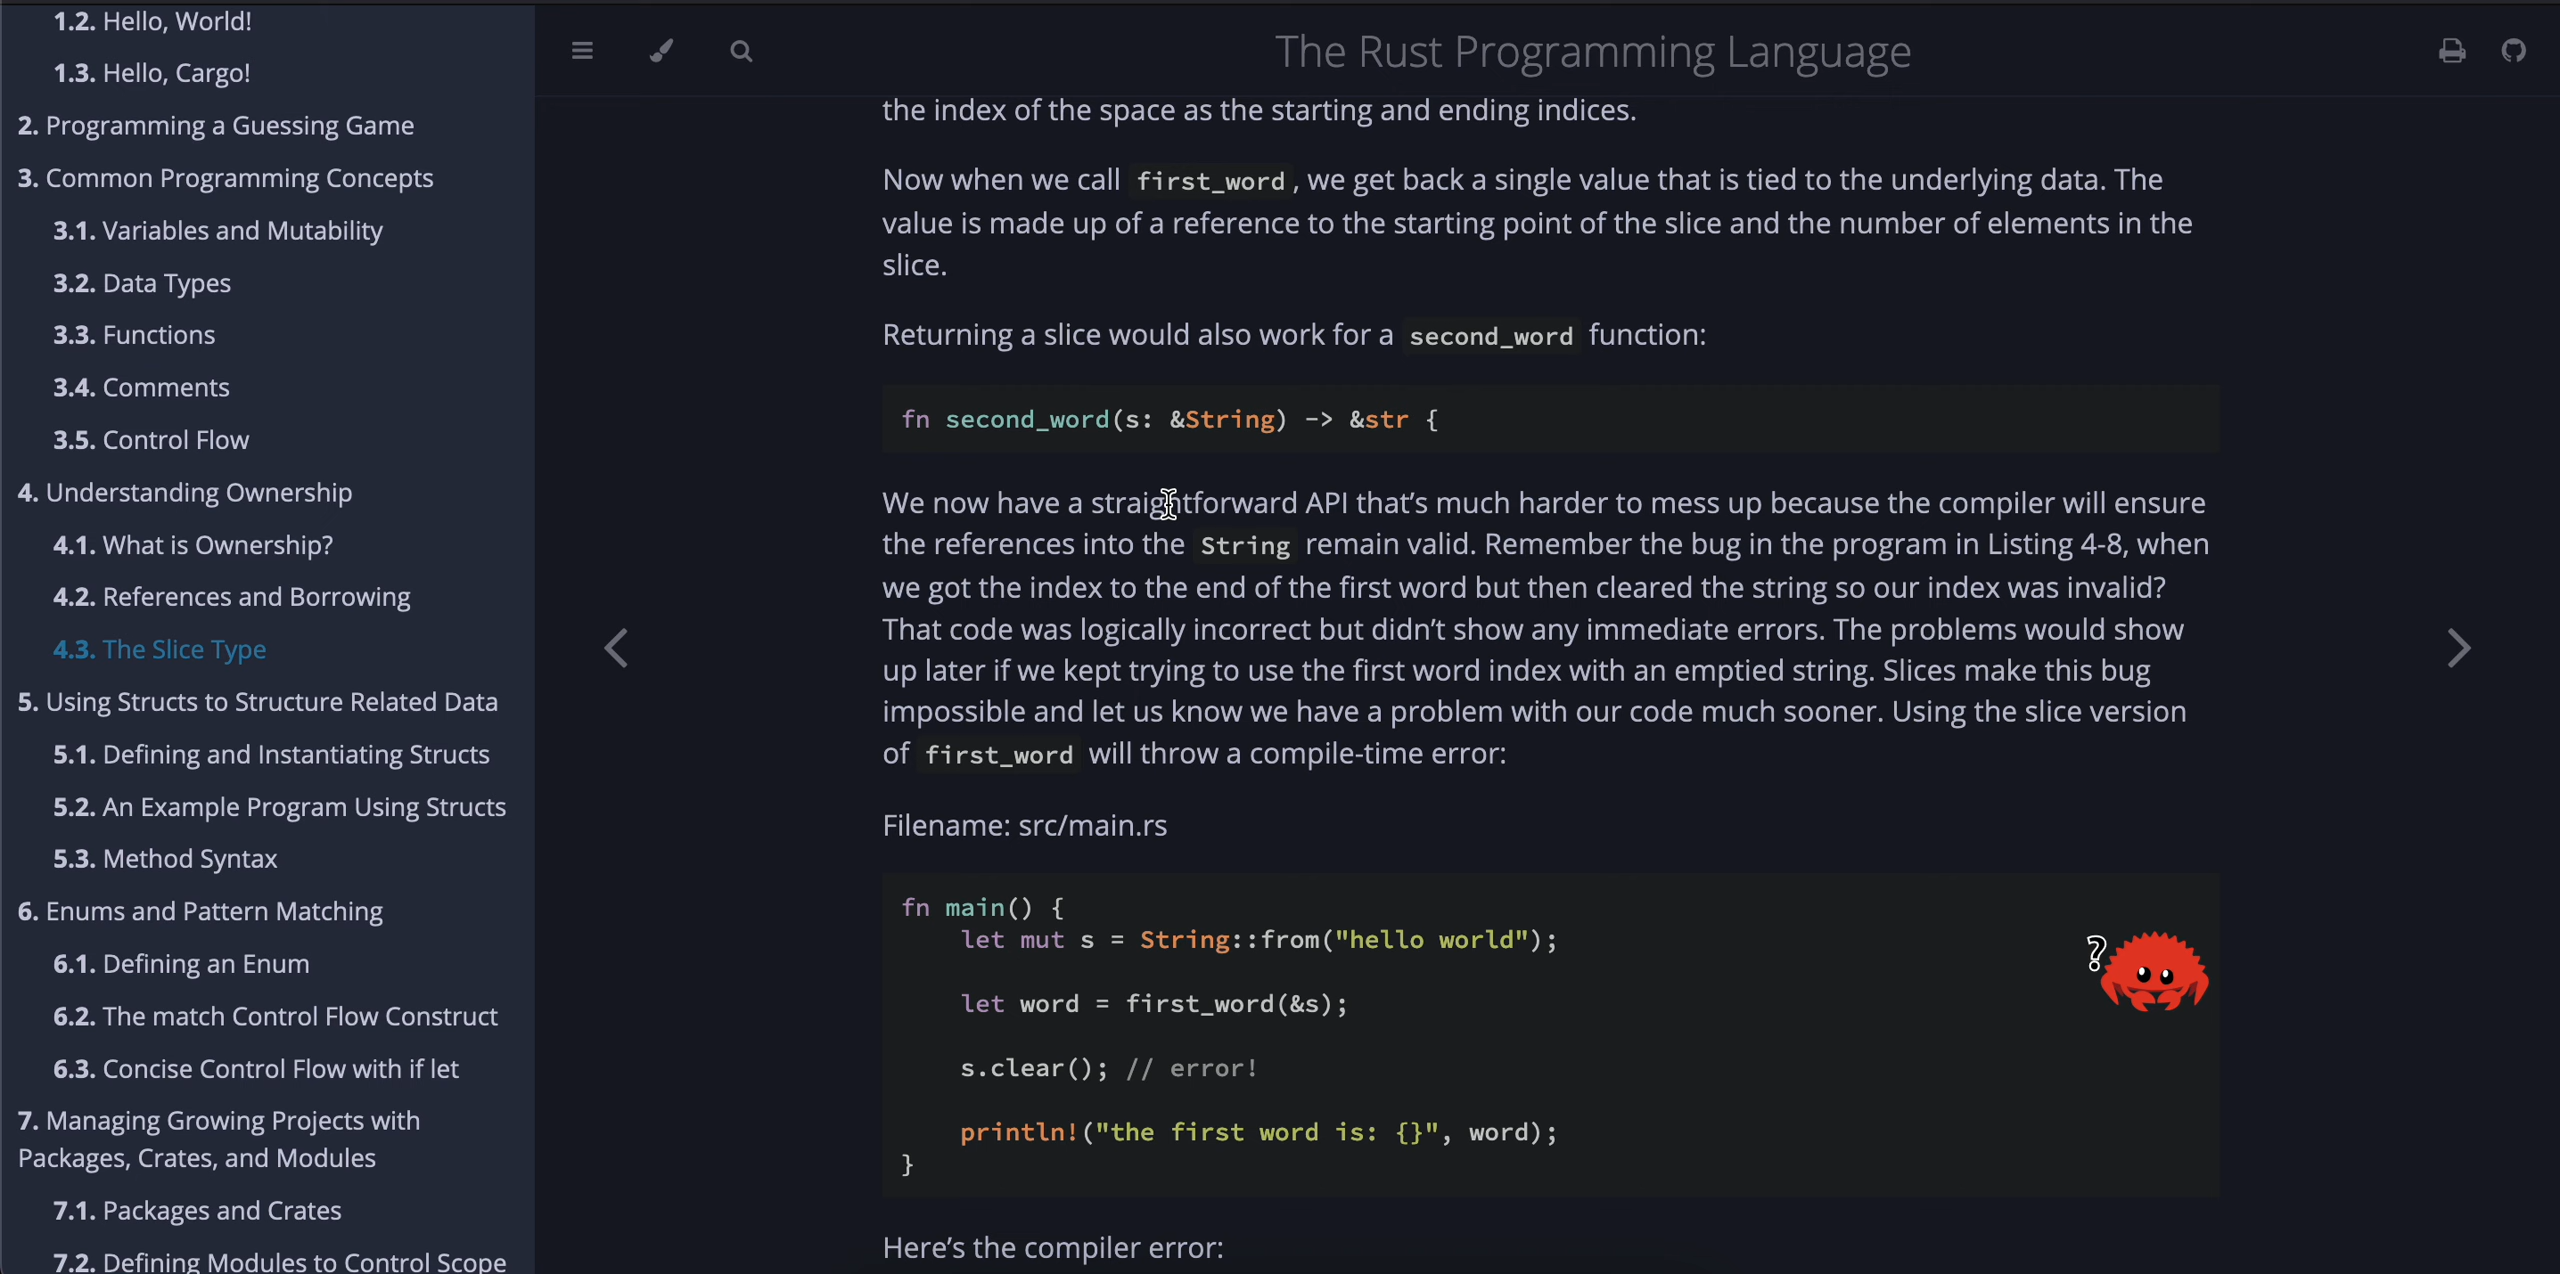 1.2. Hello, World!
1.3. Hello, Cargo!
2. Programming a Guessing Game
3. Common Programming Concepts
3.1. Variables and Mutability
3.2. Data Types
3.3. Functions
3.4. Comments
3.5. Control Flow
4. Understanding Ownership
4.1. What is Ownership?
4.2. References and Borrowing
4.3. The Slice Type
5. Using Structs to Structure Related Data
5.1. Defining and Instantiating Structs
5.2. An Example Program Using Structs
5.3. Method Syntax
6. Enums and Pattern Matching
6.1. Defining an Enum
6.2. The match Control Flow Construct
6.3. Concise Control Flow with if let
7. Managing Growing Projects with
Packages, Crates, and Modules
7.1. Packages and Crates
7.2. Defining Modules to Control Scope
The Rust Programming Language
the index of the space as the starting and ending indices.
Now when we call first_word, we get back a single value that is tied to the underlying data. The
value is made up of a reference to the starting point of the slice and the number of elements in the
slice.
Returning a slice would also work for a second_word function:
fn second_word(s: &String) -> &str {
We now have a straightforward API that’s much harder to mess up because the compiler will ensure
the references into the String remain valid. Remember the bug in the program in Listing 4-8, when
we got the index to the end of the first word but then cleared the string so our index was invalid?
That code was logically incorrect but didn’t show any immediate errors. The problems would show
up later if we kept trying to use the first word index with an emptied string. Slices make this bug
impossible and let us know we have a problem with our code much sooner. Using the slice version
of first_word will throw a compile-time error:
Filename: src/main.rs
fn main() {
    let mut s = String::from("hello world");
    let word = first_word(&s);
    s.clear(); // error!
    println!("the first word is: {}", word);
}
?
Here’s the compiler error: